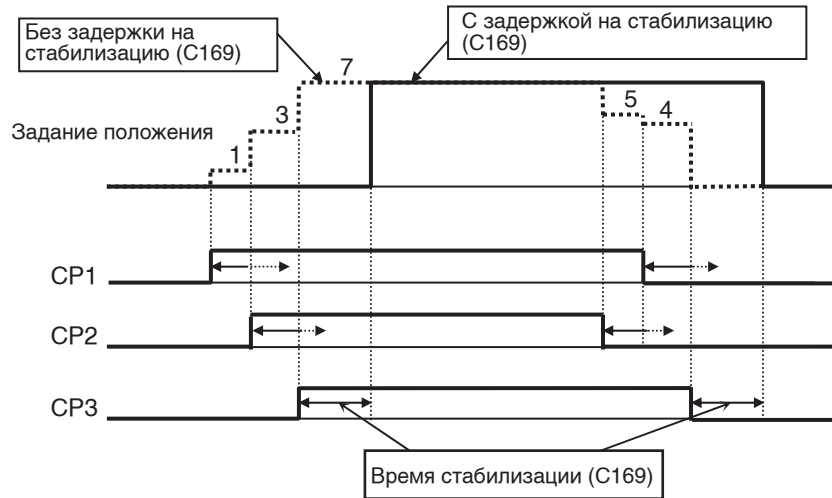 Без задержки на
стабилизацию (C169)
С задержкой на стабилизацию
(C169)
7
3
5
4
1
Задание положения
CP1
CP2
CP3
Время стабилизации (C169)